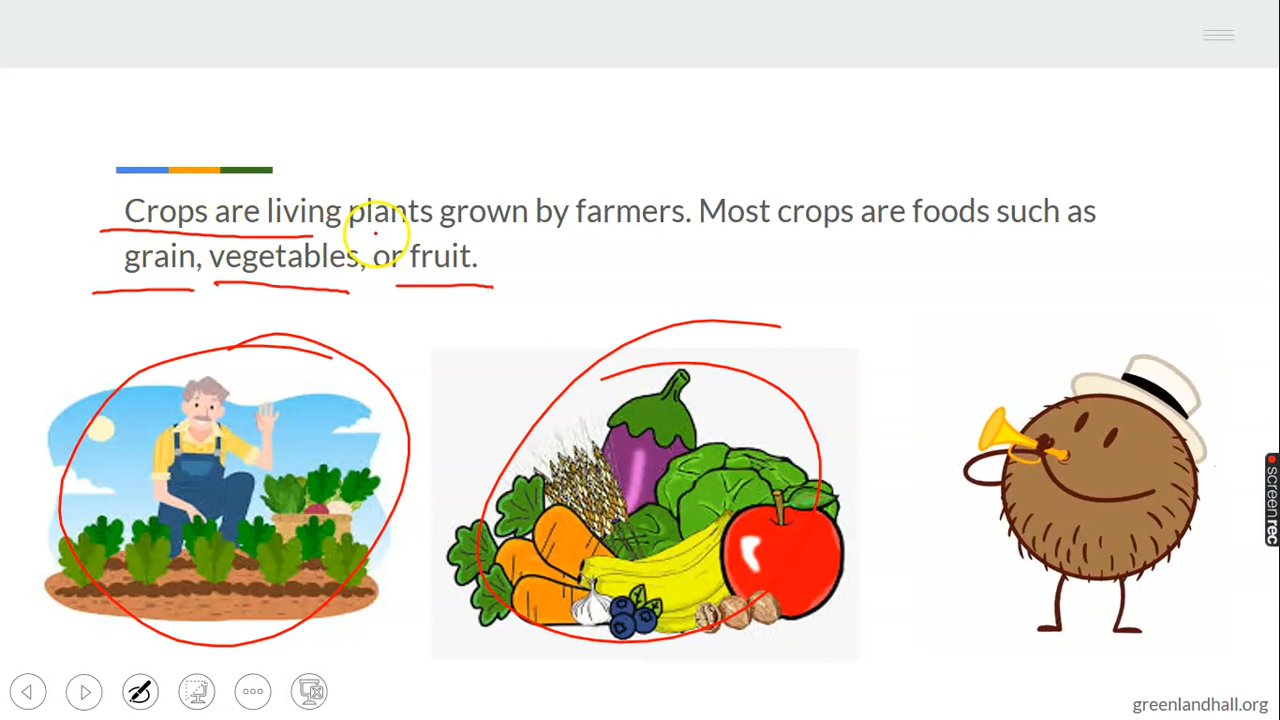 Crops are living plants grown by farmers. Most crops are foods such as
grain, vegetables, or fruit.
screenrec
greenlandhall.org